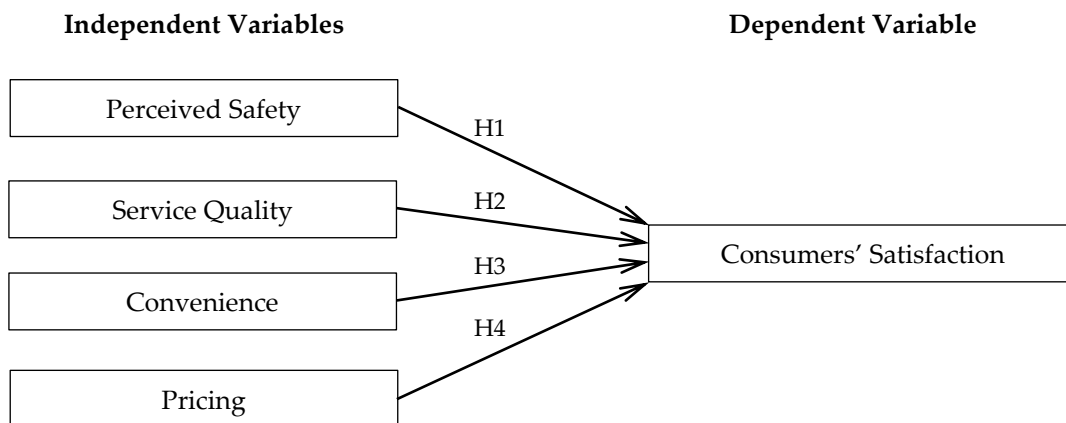 Independent Variables
Dependent Variable
Perceived Safety
H1
Service Quality
H2
Consumers’ Satisfaction
H3
Convenience
H4
Pricing